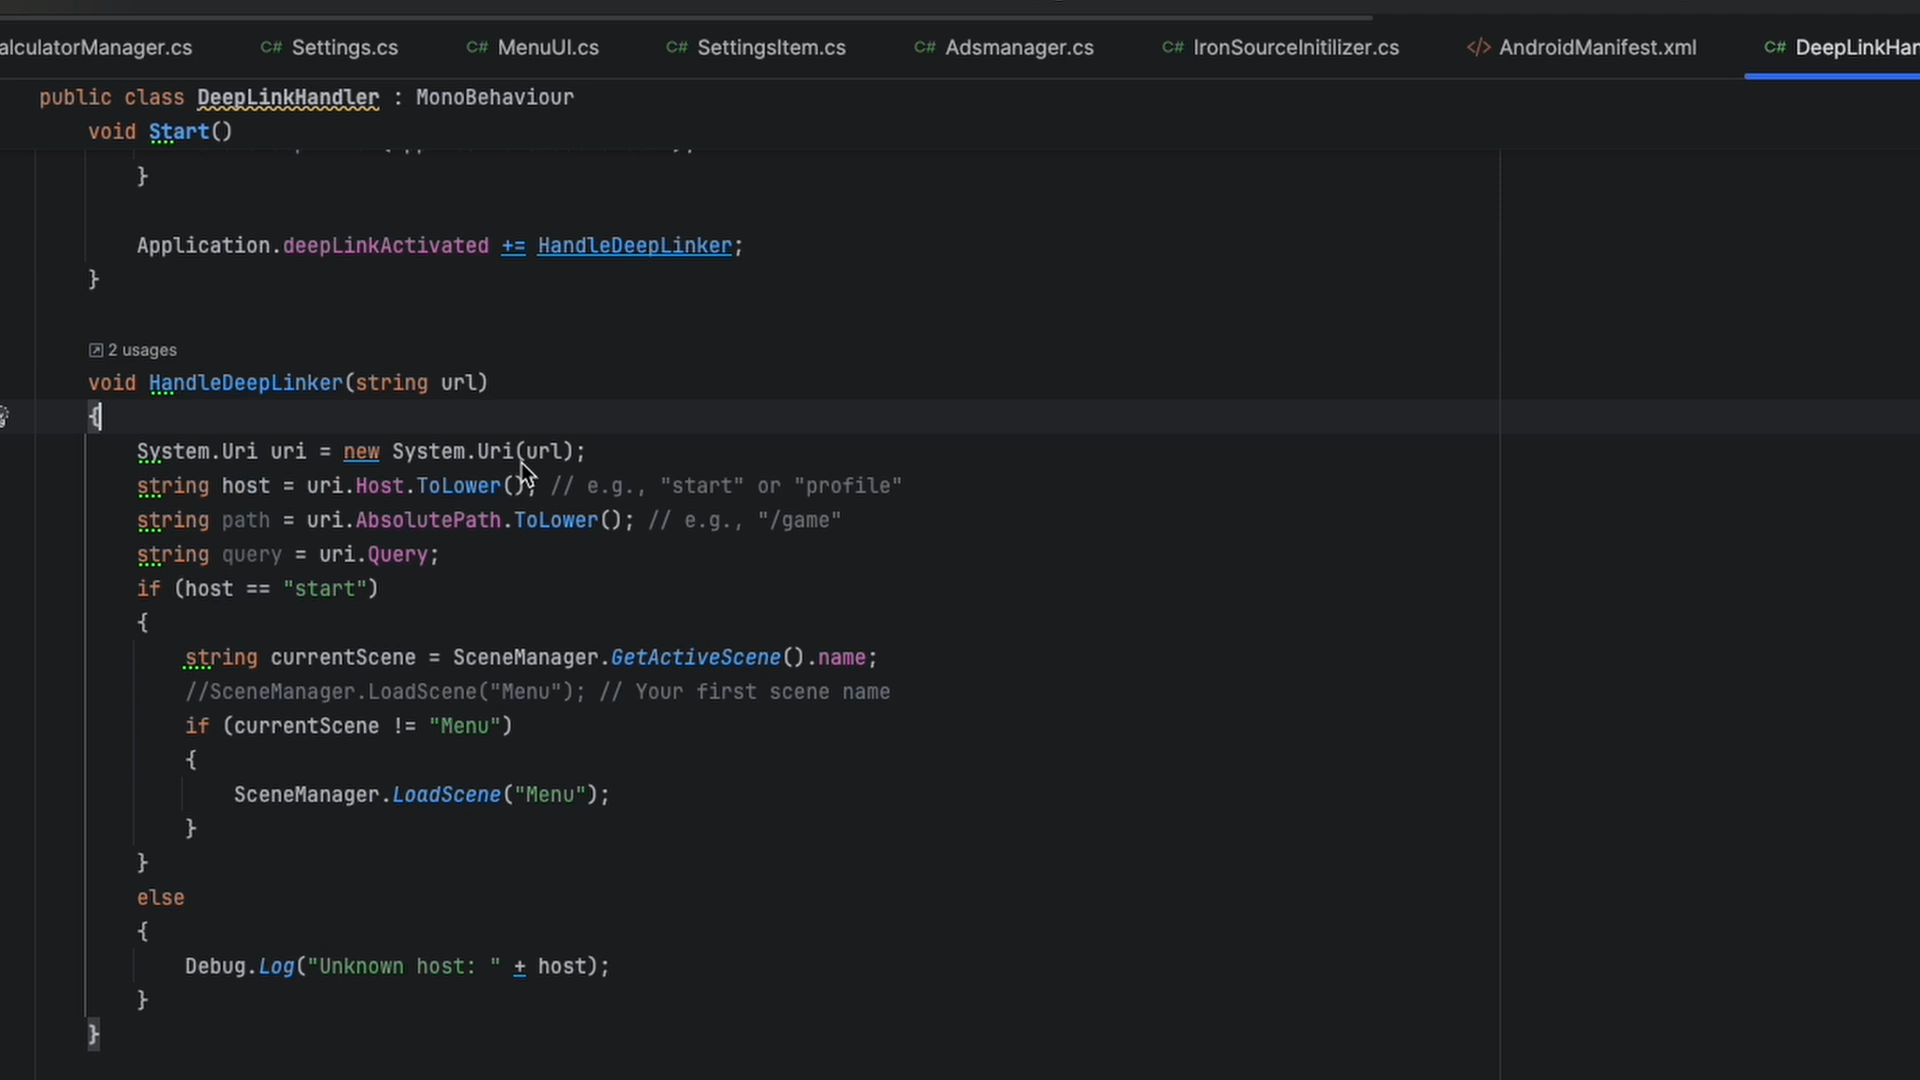 alculatorManager.cs C# Settings.cs C# MenuUI.cs C# SettingsItem.cs C# Adsmanager.cs C# IronSourceInitilizer.cs </> AndroidManifest.xml C# DeepLinkHan
public class DeepLinkHandler : MonoBehaviour
void Start()
}
Application.deepLinkActivated += HandleDeepLinker;
}
2 usages
void HandleDeepLinker(string url)
{
System.Uri uri = new System.Uri(url);
string host = uri.Host.ToLower(); // e.g., "start" or "profile"
string path = uri.AbsolutePath.ToLower(); // e.g., "/game"
string query = uri.Query;
if (host == "start")
{
string currentScene = SceneManager.GetActiveScene().name;
//SceneManager.LoadScene("Menu"); // Your first scene name
if (currentScene != "Menu")
{
SceneManager.LoadScene("Menu");
}
}
else
{
Debug.Log("Unknown host: " + host);
}
}